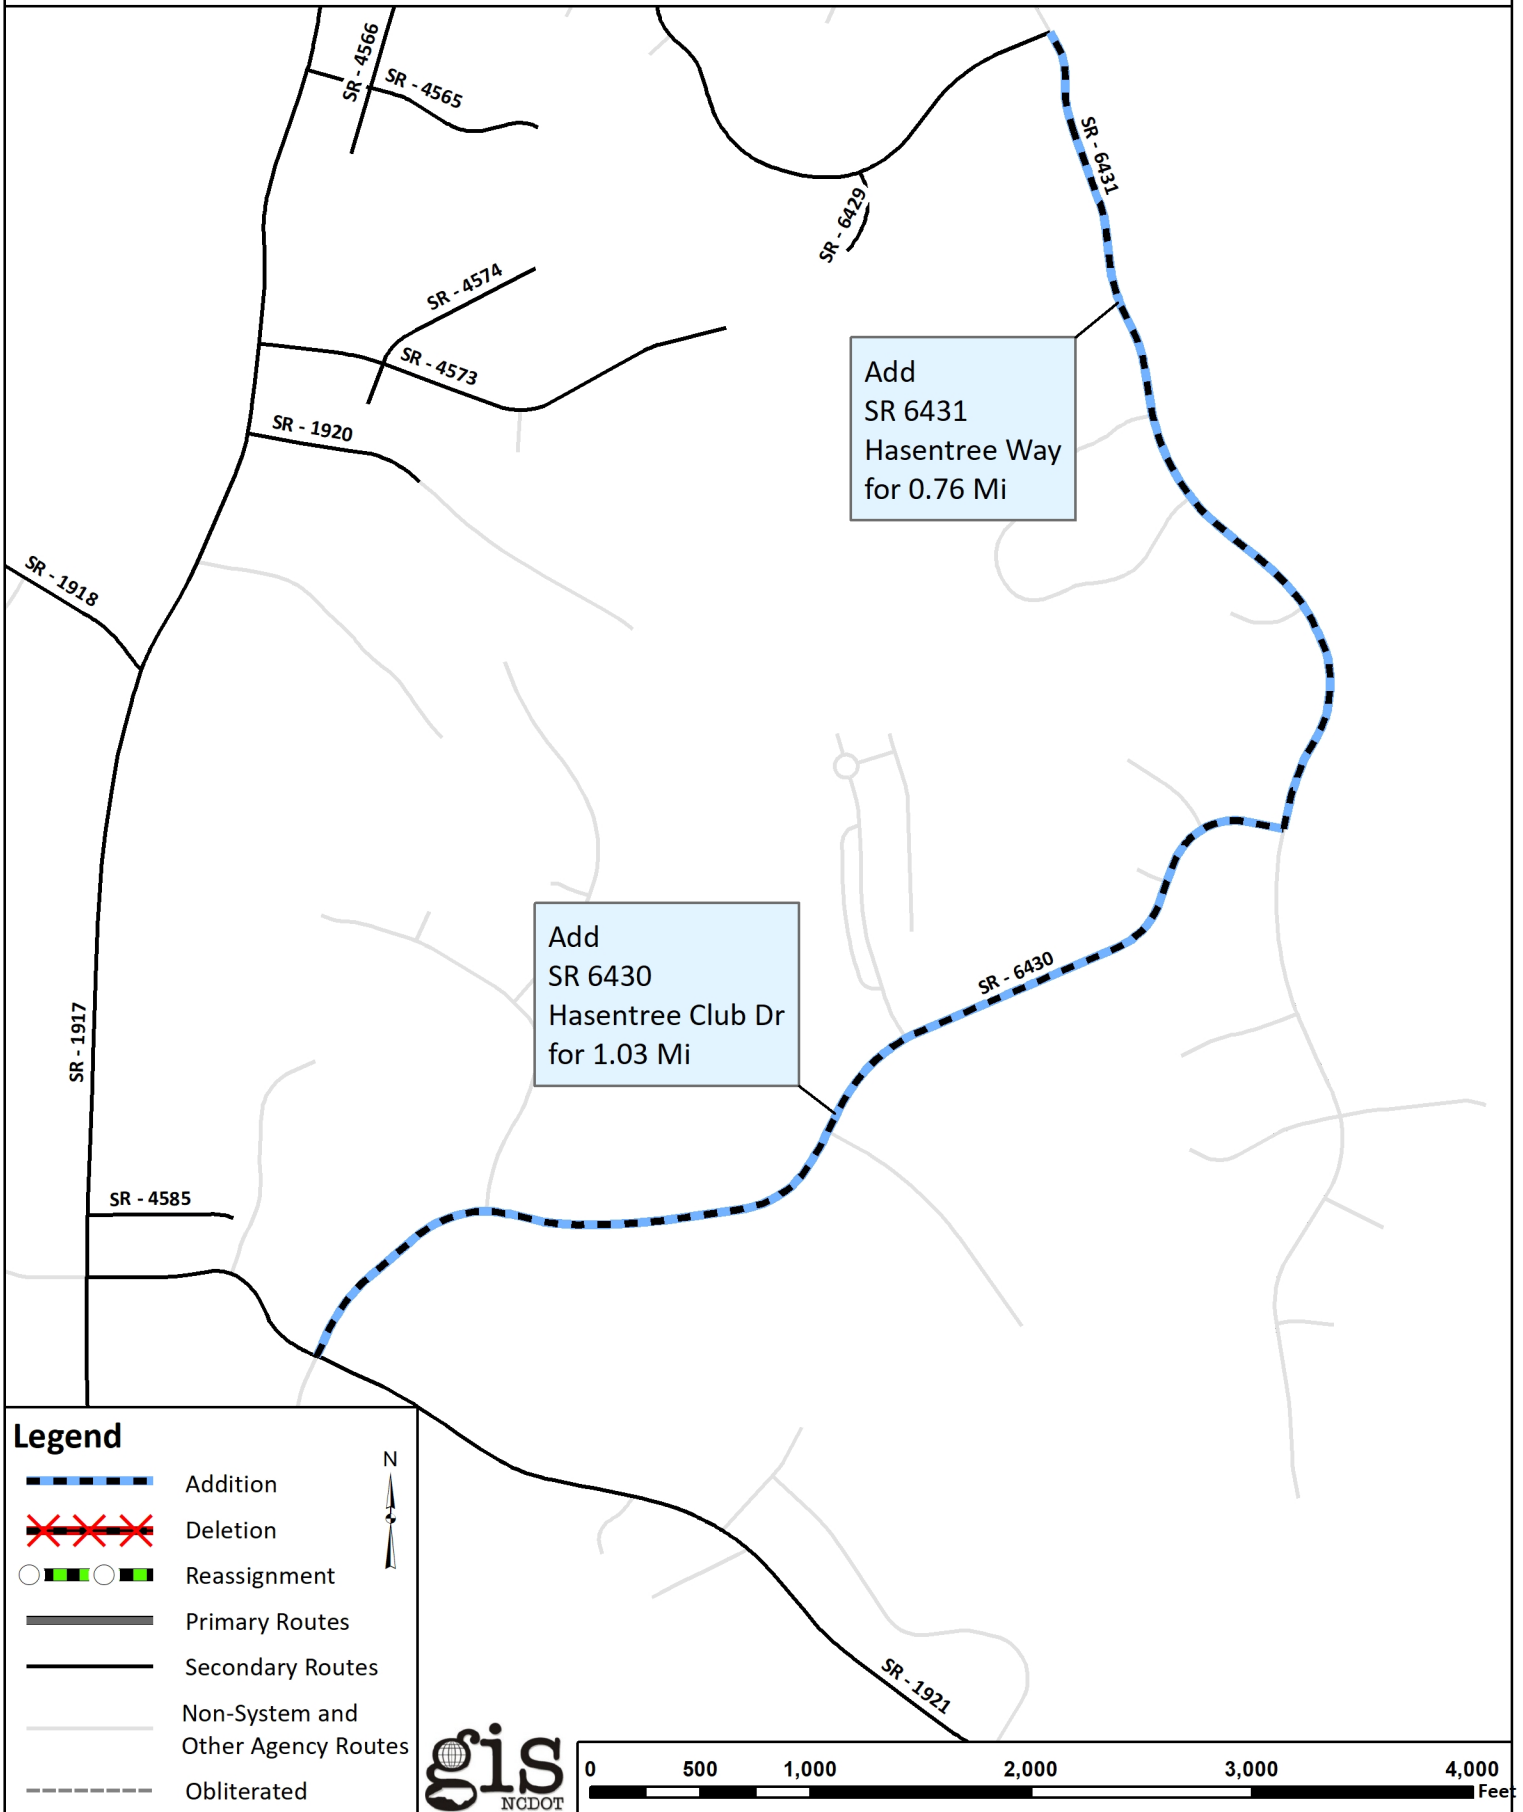 SR - 4566
SR - 4565
SR - 6431
SR - 6429
SR - 4574
SR - 4573
Add
SR 6431
Hasentree Way
for 0.76 Mi
SR - 1920
SR - 1918
Add
SR 6430
Hasentree Club Dr
for 1.03 Mi
SR - 6430
SR - 1917
SR - 4585
SR - 1921
Legend
N
Addition
Deletion
Reassignment
Primary Routes
Secondary Routes
Non-System and
Other Agency Routes
Obliterated
gis
NCDOT
0 500 1,000 2,000 3,000 4,000
Feet